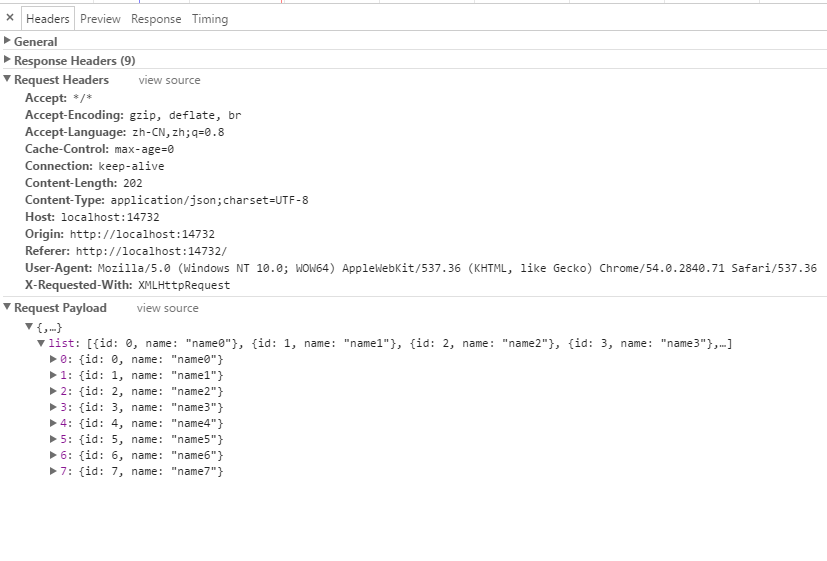 × Headers Preview Response Timing
General
Response Headers (9)
Request Headers view source
Accept: */*
Accept-Encoding: gzip, deflate, br
Accept-Language: zh-CN,zh;q=0.8
Cache-Control: max-age=0
Connection: keep-alive
Content-Length: 202
Content-Type: application/json;charset=UTF-8
Host: localhost:14732
Origin: http://localhost:14732
Referer: http://localhost:14732/
User-Agent: Mozilla/5.0 (Windows NT 10.0; WOW64) AppleWebKit/537.36 (KHTML, like Gecko) Chrome/54.0.2840.71 Safari/537.36
X-Requested-With: XMLHttpRequest
Request Payload view source
{,…}
list: [{id: 0, name: "name0"}, {id: 1, name: "name1"}, {id: 2, name: "name2"}, {id: 3, name: "name3"},…]
0: {id: 0, name: "name0"}
1: {id: 1, name: "name1"}
2: {id: 2, name: "name2"}
3: {id: 3, name: "name3"}
4: {id: 4, name: "name4"}
5: {id: 5, name: "name5"}
6: {id: 6, name: "name6"}
7: {id: 7, name: "name7"}